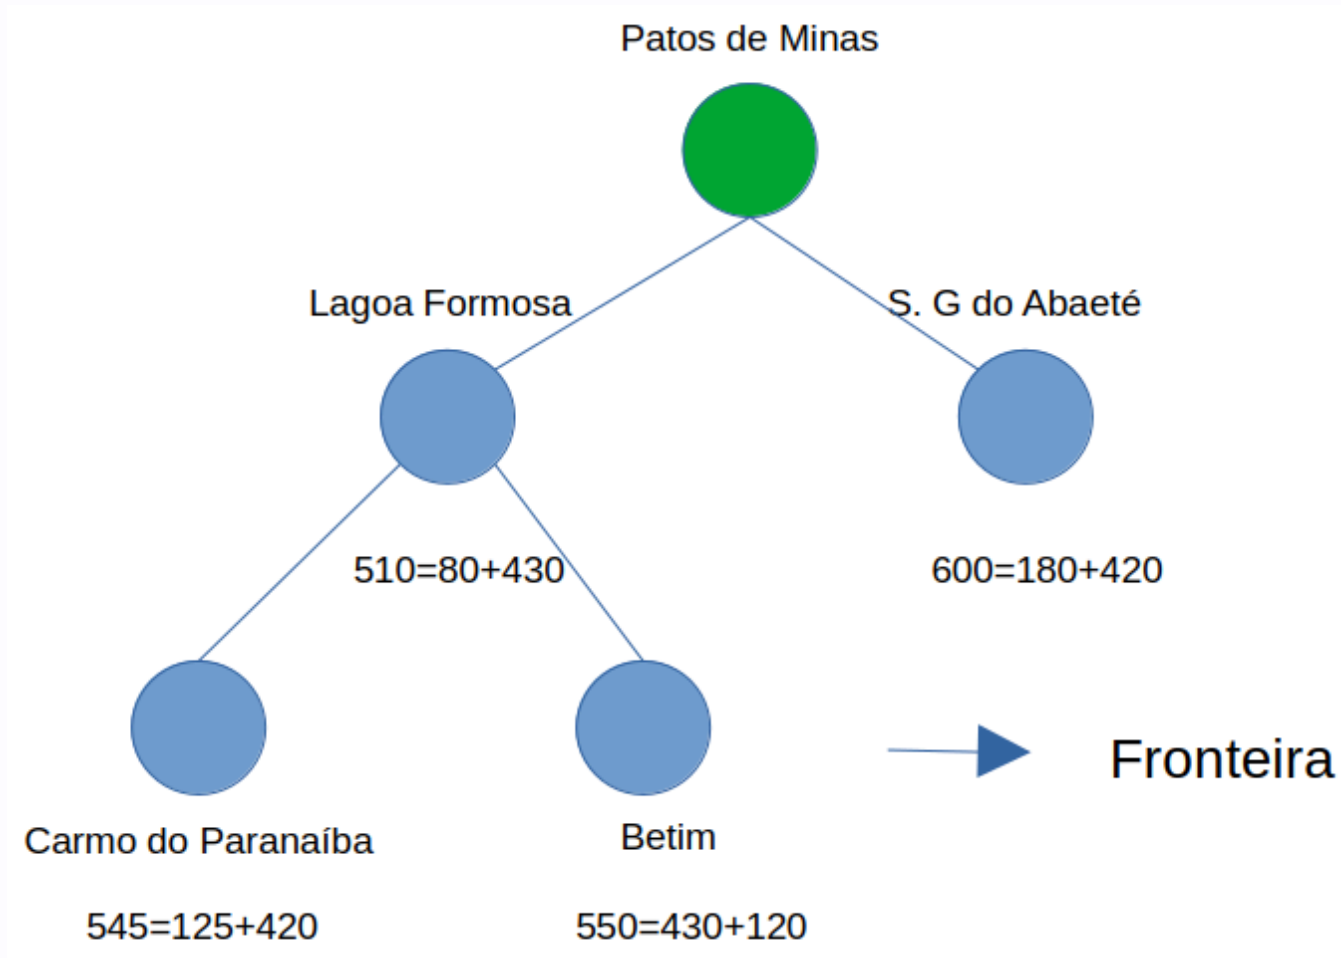 Patos de Minas
Lagoa Formosa
S. G do Abaeté
510=80+430
600=180+420
Fronteira
Carmo do Paranaíba
Betim
545=125+420
550=430+120